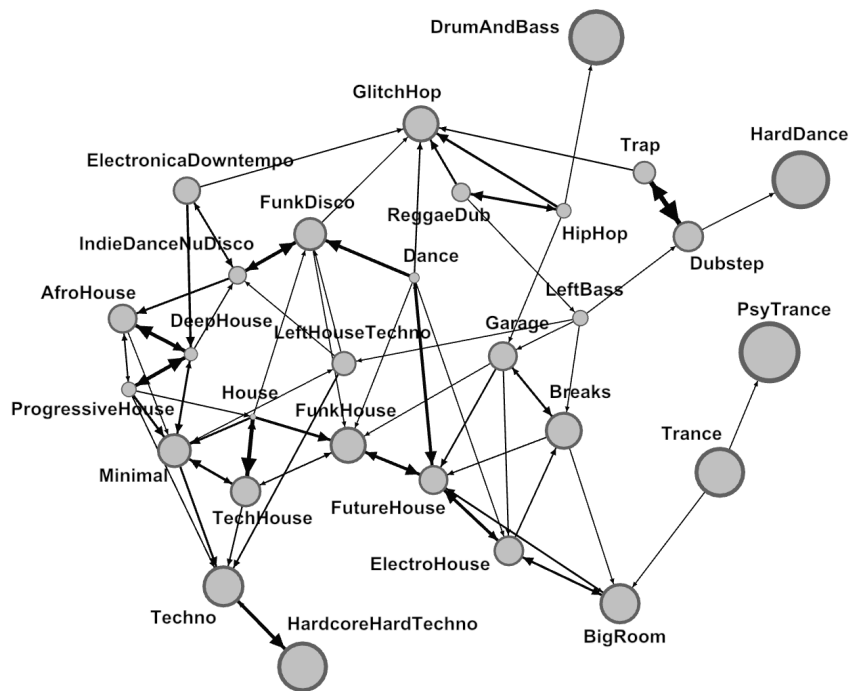 DrumAndBass
GlitchHop
Trap
HardDance
ElectronicaDowntempo
FunkDisco
ReggaeDub
HipHop
IndieDanceNuDisco
Dance
Dubstep
AfroHouse
DeepHouse
LeftHouseTechno
LeftBass
Garage
PsyTrance
ProgressiveHouse
House
FunkHouse
Breaks
Trance
Minimal
TechHouse
FutureHouse
ElectroHouse
Techno
HardcoreHardTechno
BigRoom